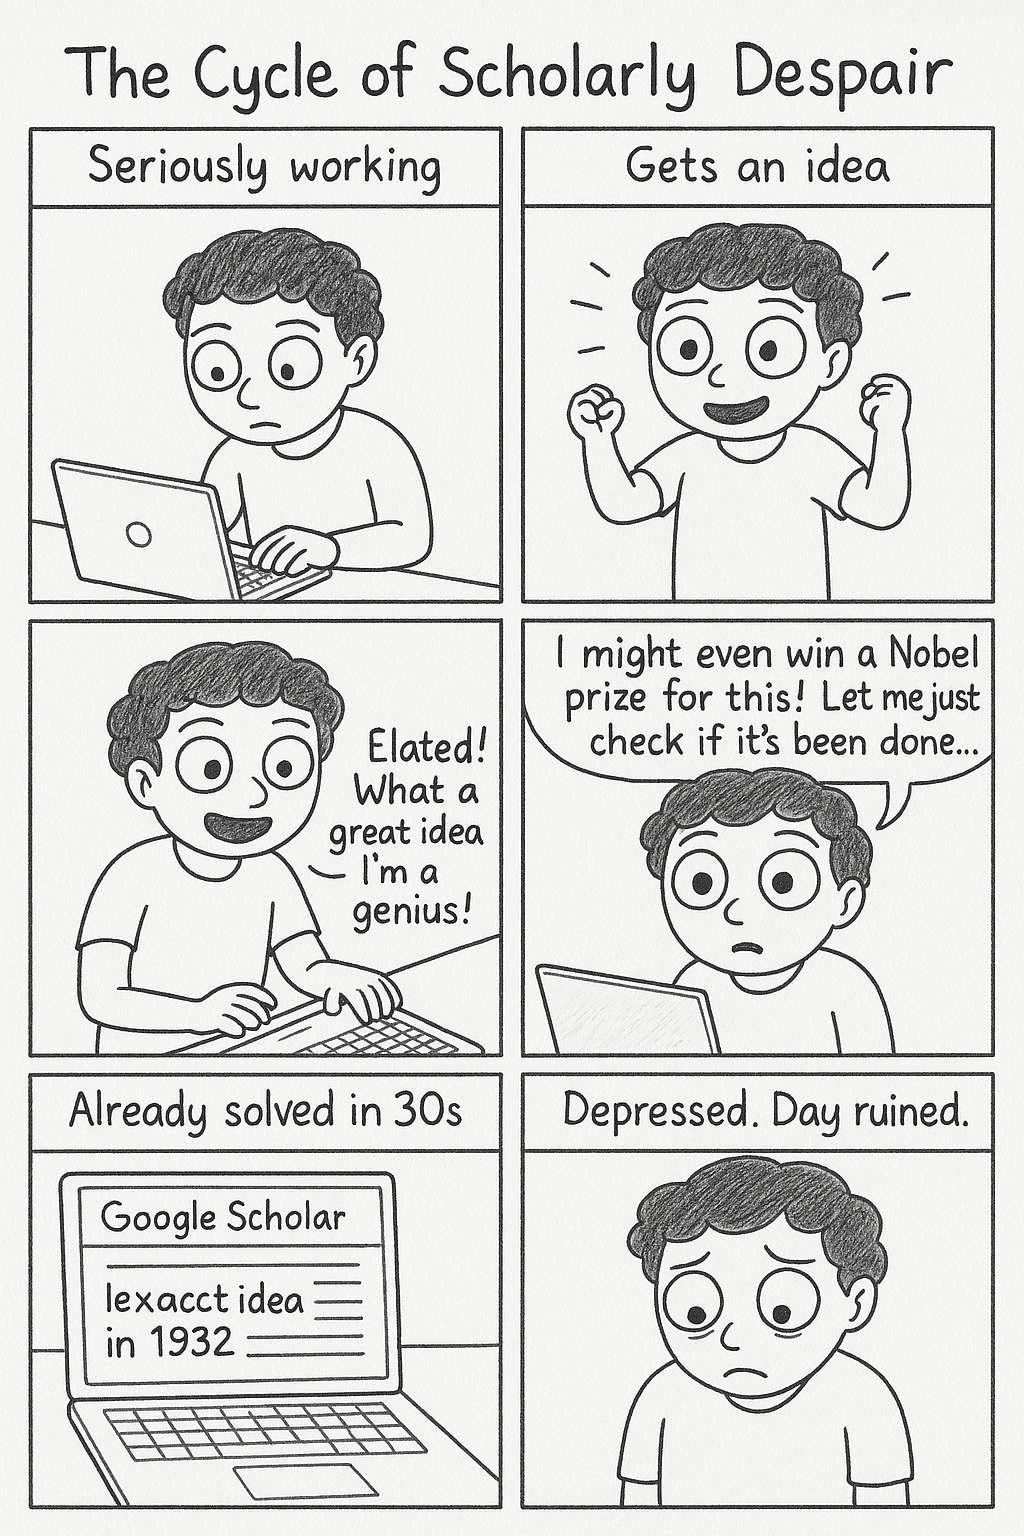 The Cycle of Scholarly Despair
Seriously working
Gets an idea
Elated!
What a
great idea
I'm a
genius!
I might even win a Nobel
prize for this! Let me just
check if it's been done...
Already solved in 30s
Google Scholar
lexacct idea
in 1932
Depressed. Day ruined.